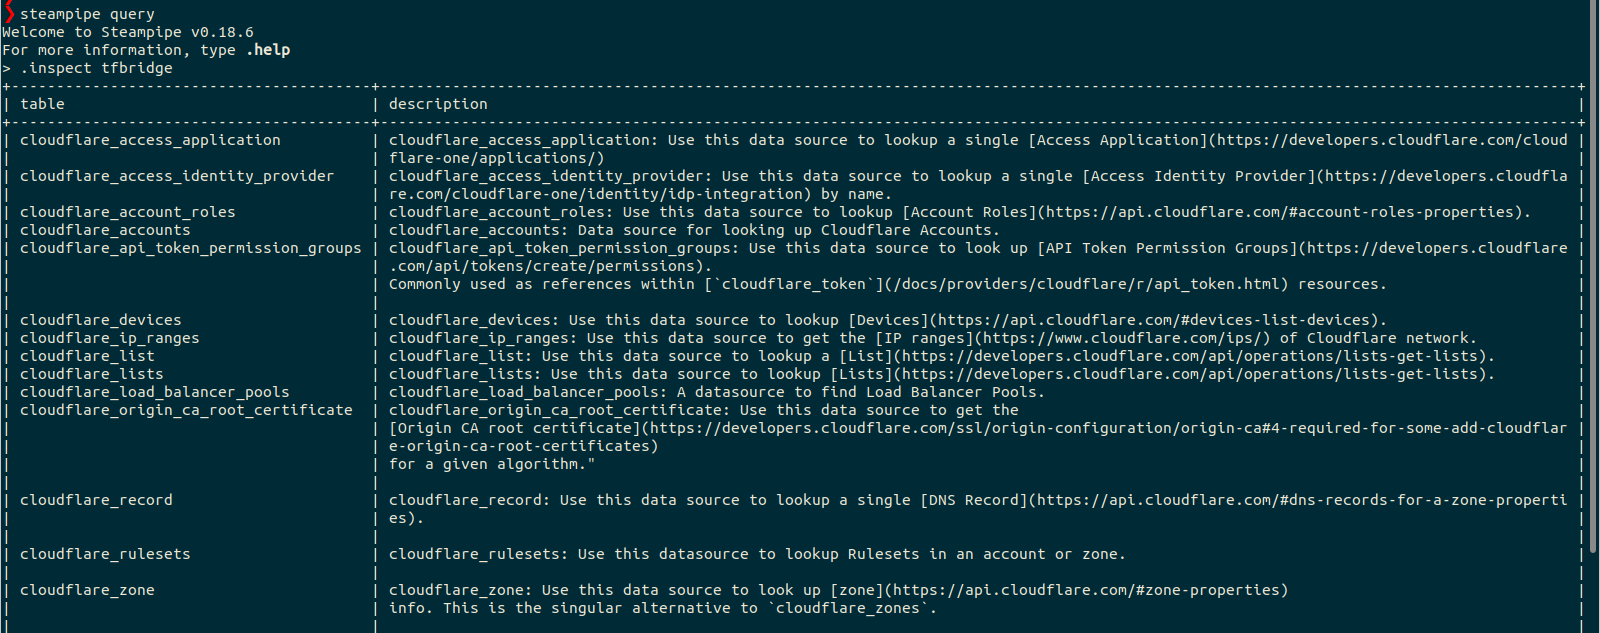 ❯ steampipe query
Welcome to Steampipe v0.18.6
For more information, type .help
> .inspect tfbridge
+----------------------------------------+-------------------------------------------------------------------------------------------------------------------------------------+
| table | description |
+----------------------------------------+-------------------------------------------------------------------------------------------------------------------------------------+
| cloudflare_access_application | cloudflare_access_application: Use this data source to lookup a single [Access Application](https://developers.cloudflare.com/cloud |
| | flare-one/applications/) |
| cloudflare_access_identity_provider | cloudflare_access_identity_provider: Use this data source to lookup a single [Access Identity Provider](https://developers.cloudfla |
| | re.com/cloudflare-one/identity/idp-integration) by name. |
| cloudflare_account_roles | cloudflare_account_roles: Use this data source to lookup [Account Roles](https://api.cloudflare.com/#account-roles-properties). |
| cloudflare_accounts | cloudflare_accounts: Data source for looking up Cloudflare Accounts. |
| cloudflare_api_token_permission_groups | cloudflare_api_token_permission_groups: Use this data source to look up [API Token Permission Groups](https://developers.cloudflare |
| | .com/api/tokens/create/permissions). |
| | Commonly used as references within [`cloudflare_token`](/docs/providers/cloudflare/r/api_token.html) resources. |
| | |
| cloudflare_devices | cloudflare_devices: Use this data source to lookup [Devices](https://api.cloudflare.com/#devices-list-devices). |
| cloudflare_ip_ranges | cloudflare_ip_ranges: Use this data source to get the [IP ranges](https://www.cloudflare.com/ips/) of Cloudflare network. |
| cloudflare_list | cloudflare_list: Use this data source to lookup a [List](https://developers.cloudflare.com/api/operations/lists-get-lists). |
| cloudflare_lists | cloudflare_lists: Use this data source to lookup [Lists](https://developers.cloudflare.com/api/operations/lists-get-lists). |
| cloudflare_load_balancer_pools | cloudflare_load_balancer_pools: A datasource to find Load Balancer Pools. |
| cloudflare_origin_ca_root_certificate | cloudflare_origin_ca_root_certificate: Use this data source to get the |
| | [Origin CA root certificate](https://developers.cloudflare.com/ssl/origin-configuration/origin-ca#4-required-for-some-add-cloudflar |
| | e-origin-ca-root-certificates) |
| | for a given algorithm." |
| | |
| cloudflare_record | cloudflare_record: Use this data source to lookup a single [DNS Record](https://api.cloudflare.com/#dns-records-for-a-zone-properti |
| | es). |
| | |
| cloudflare_rulesets | cloudflare_rulesets: Use this datasource to lookup Rulesets in an account or zone. |
| | |
| cloudflare_zone | cloudflare_zone: Use this data source to look up [zone](https://api.cloudflare.com/#zone-properties) |
| | info. This is the singular alternative to `cloudflare_zones`. |
| | |